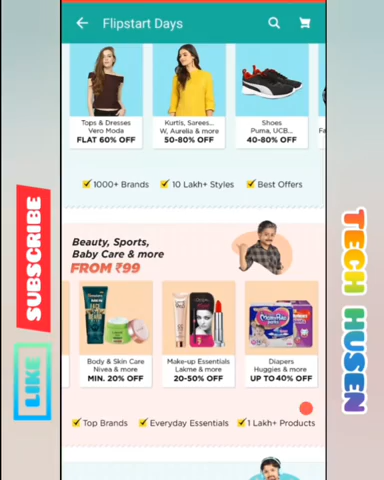 Flipstart Days
Tops & Dresses
Vero Moda
FLAT 60% OFF
Kurtis, Sarees...
W, Aurelia & more
50-80% OFF
Shoes
Puma, UCB...
40-80% OFF
Fa
1000+ Brands
10 Lakh+ Styles
Best Offers
Beauty, Sports,
Baby Care & more
FROM ₹99
Body & Skin Care
Nivea & more
MIN. 20% OFF
Make-up Essentials
Lakme & more
20-50% OFF
MamyPoko
pants
Diapers
Huggies & more
UP TO 40% OFF
Top Brands
Everyday Essentials
1 Lakh+ Products
SUBSCRIBE
LIKE
TECH HUSEN